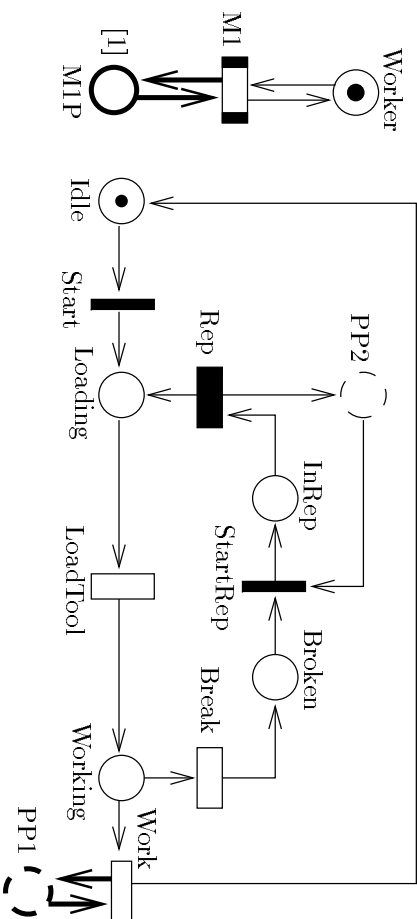 Worker
M1
[1]
M1P
Idle
Start
Loading
Rep
PP2
InRep
StartRep
Broken
LoadTool
Break
Working
Work
PP1